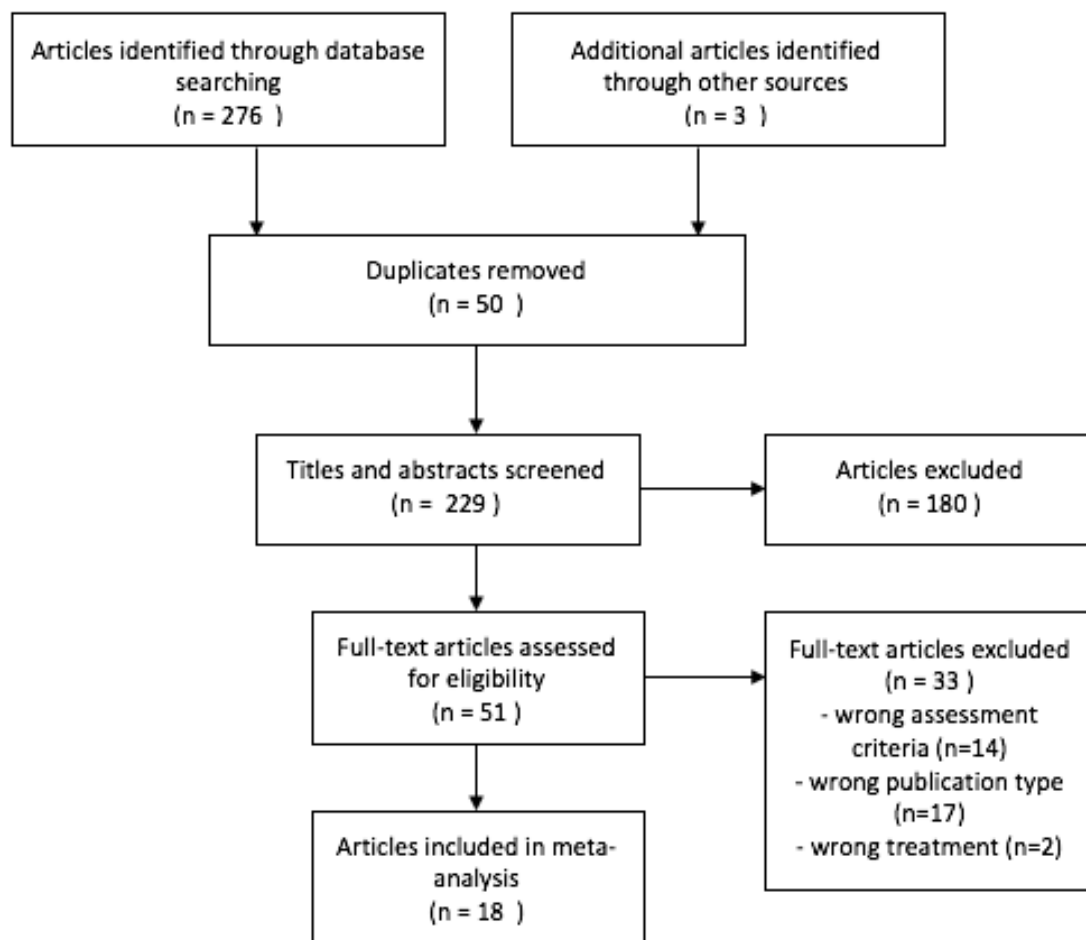 Articles identified through database
searching
(n = 276 )
Additional articles identified
through other sources
(n = 3 )
Duplicates removed
(n = 50 )
Titles and abstracts screened
(n = 229 )
Articles excluded
(n = 180 )
Full-text articles assessed
for eligibility
(n = 51 )
Full-text articles excluded
(n = 33 )
- wrong assessment
criteria (n=14)
- wrong publication type
(n=17)
- wrong treatment (n=2)
Articles included in meta-
analysis
(n = 18 )